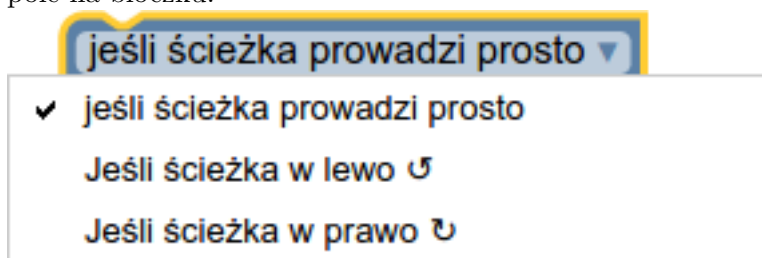 pole na bloczku.
jeśli ścieżka prowadzi prosto ▾
✓ jeśli ścieżka prowadzi prosto
Jeśli ścieżka w lewo ↺
Jeśli ścieżka w prawo ↻